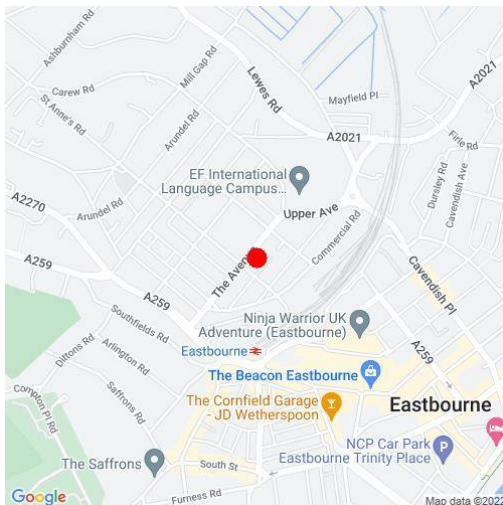 Ashburnham Rd
Mill Gap Rd
Lewes Rd
Carew Rd
St Anne's Rd
Arundel Rd
Mayfield Pl
A2021
A2021
Firle Rd
EF International
Language Campus...
Dursley Rd
Cavendish Ave
A2270
Arundel Rd
Upper Ave
Commercial Rd
A259
The Avenue
Cavendish Pl
A259
Southfields Rd
Ninja Warrior UK
Adventure (Eastbourne)
A259
Dittons Rd
Arlington Rd
Eastbourne
The Beacon Eastbourne
Compton Pl Rd
Saffrons Rd
The Cornfield Garage
- JD Wetherspoon
Eastbourne
NCP Car Park
Eastbourne Trinity Place
P
The Saffrons
South St
Furness Rd
Google
Map data ©2022